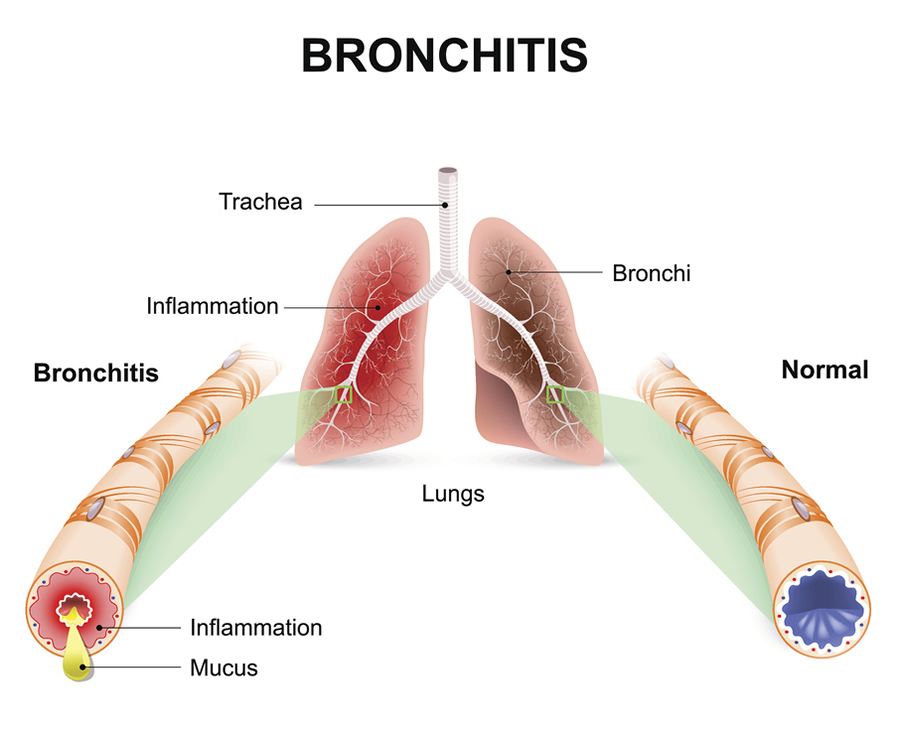 BRONCHITIS
Trachea
Bronchi
Inflammation
Bronchitis
Normal
Lungs
Inflammation
Mucus